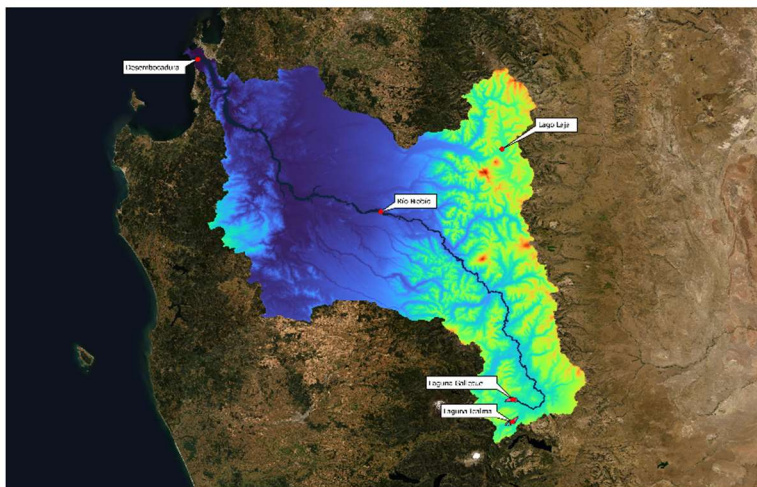 Desembocadura
Lago Laja
Río Biobío
Laguna Galletue
Laguna Icalma